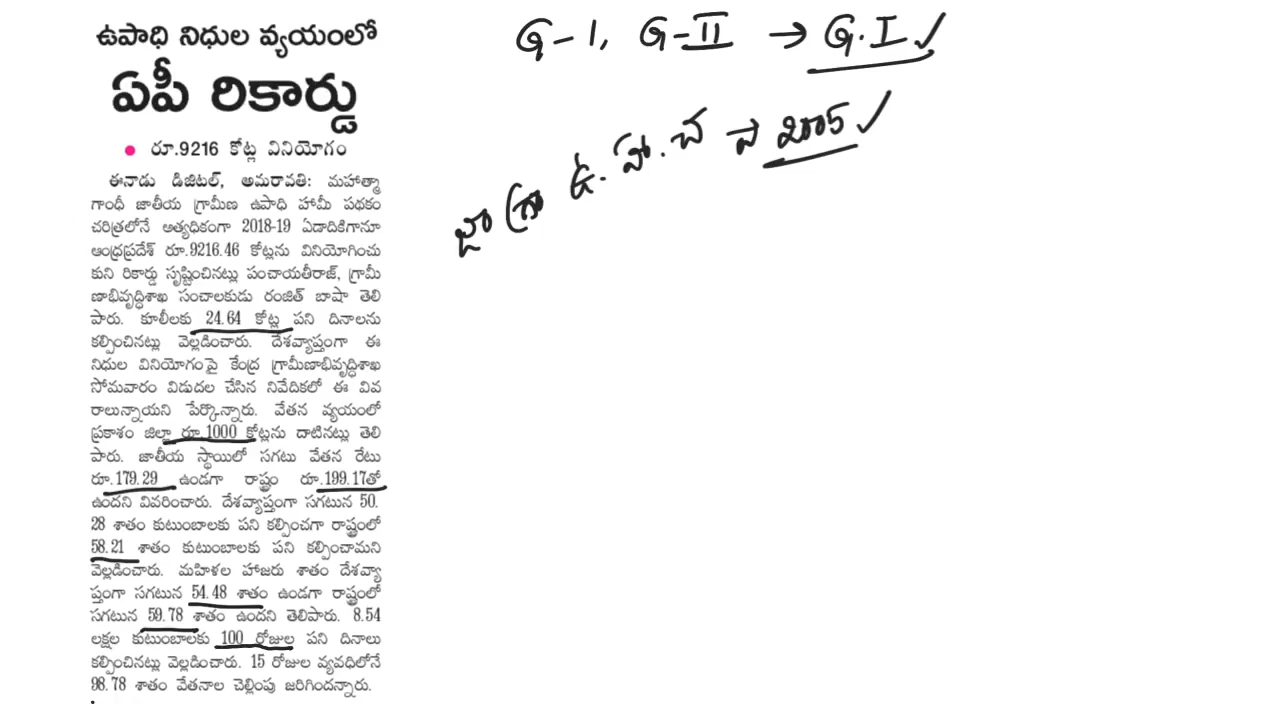 ఉపాధి నిధుల వ్యయంలో
ఏపీ రికార్డు
• రూ.9216 కోట్ల వినియోగం
ఈనాడు డిజిటల్, అమరావతి: మహాత్మా
గాంధీ జాతీయ గ్రామీణ ఉపాధి హామీ పథకం
చరిత్రలోనే అత్యధికంగా 2018-19 ఏడాదికిగానూ
ఆంధ్రప్రదేశ్ రూ.9216.46 కోట్లను వినియోగించు
కుని రికార్డు సృష్టించినట్లు పంచాయతీరాజ్, గ్రామీ
ణాభివృద్ధిశాఖ సంచాలకుడు రంజిత్ బాషా తెలి
పారు. కూలీలకు 24.64 కోట్ల పని దినాలను
కల్పించినట్లు వెల్లడించారు. దేశవ్యాప్తంగా ఈ
నిధుల వినియోగంపై కేంద్ర గ్రామీణాభివృద్ధిశాఖ
సోమవారం విడుదల చేసిన నివేదికలో ఈ వివ
రాలున్నాయని పేర్కొన్నారు. వేతన వ్యయంలో
ప్రకాశం జిల్లా రూ.1000 కోట్లను దాటినట్లు తెలి
పారు. జాతీయ స్థాయిలో సగటు వేతన రేటు
రూ.179.29 ఉండగా రాష్ట్రం రూ.199.17తో
ఉందని వివరించారు. దేశవ్యాప్తంగా సగటున 50.
28 శాతం కుటుంబాలకు పని కల్పించగా రాష్ట్రంలో
58.21 శాతం కుటుంబాలకు పని కల్పించామని
వెల్లడించారు. మహిళల హాజరు శాతం దేశవ్యా
ప్తంగా సగటున 54.48 శాతం ఉండగా రాష్ట్రంలో
సగటున 59.78 శాతం ఉందని తెలిపారు. 8.54
లక్షల కుటుంబాలకు 100 రోజుల పని దినాలు
కల్పించినట్లు వెల్లడించారు. 15 రోజుల వ్యవధిలోనే
98.78 శాతం వేతనాల చెల్లింపు జరిగిందన్నారు.
G-1, G-II → G.I ✓
జా గ్రా ఉ. హా. చ → 2005 ✓